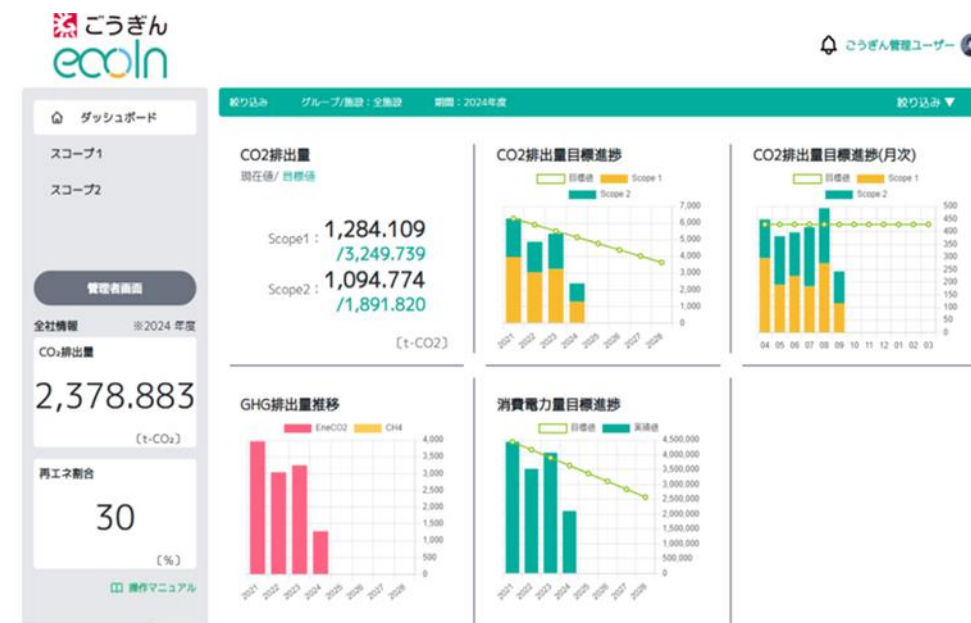 ごうぎん
ecoIn
ごうぎん管理ユーザー
ダッシュボード
スコープ1
スコープ2
管理者画面
全社情報 ※2024 年度
CO₂排出量
2,378.883
[t-CO₂]
再エネ割合
30
[%]
操作マニュアル
絞り込み グループ/施設：全施設 期間：2024年度 絞り込み ▼
CO2排出量
現在値/ 目標値
Scope1 : 1,284.109
/3,249.739
Scope2 : 1,094.774
/1,891.820
[t-CO2]
CO2排出量目標進捗
目標値 Scope 1
Scope 2
7,000
6,000
5,000
4,000
3,000
2,000
1,000
0
2021 2022 2023 2024 2025 2026 2027 2028
CO2排出量目標進捗(月次)
目標値 Scope 1
Scope 2
500
450
400
350
300
250
200
150
100
50
0
04 05 06 07 08 09 10 11 12 01 02 03
GHG排出量推移
EneCO2 CH4
4,000
3,500
3,000
2,500
2,000
1,500
1,000
500
0
2021 2022 2023 2024 2025 2026 2027 2028
消費電力量目標進捗
目標値 実績値
4,500,000
4,000,000
3,500,000
3,000,000
2,500,000
2,000,000
1,500,000
1,000,000
500,000
0
2021 2022 2023 2024 2025 2026 2027 2028